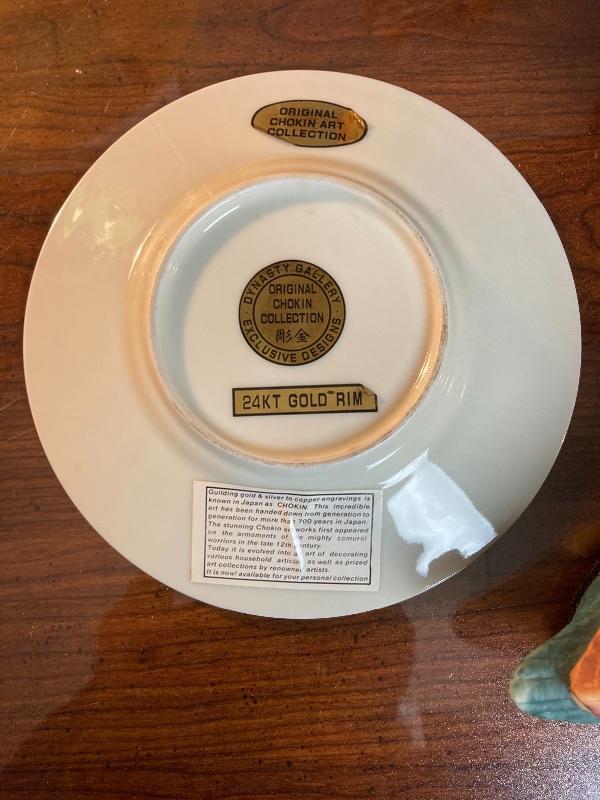 ORIGINAL
CHOKIN ART
COLLECTION
· DYNASTY GALLERY ·
ORIGINAL
CHOKIN
COLLECTION
彫金
EXCLUSIVE DESIGNS
24KT GOLD RIM
Guilding gold & silver to copper engravings is
known in Japan as CHOKIN. This incredible
art has been handed down from generation to
generation for more than 700 years in Japan.
The stunning Chokin works first appeared
on the armaments of the mighty samurai
worriors in the late 12th century.
Today it is evolved into art of decorating
various household articles as well as prized
art collections by renowned artists.
It is now! available for your personal collection